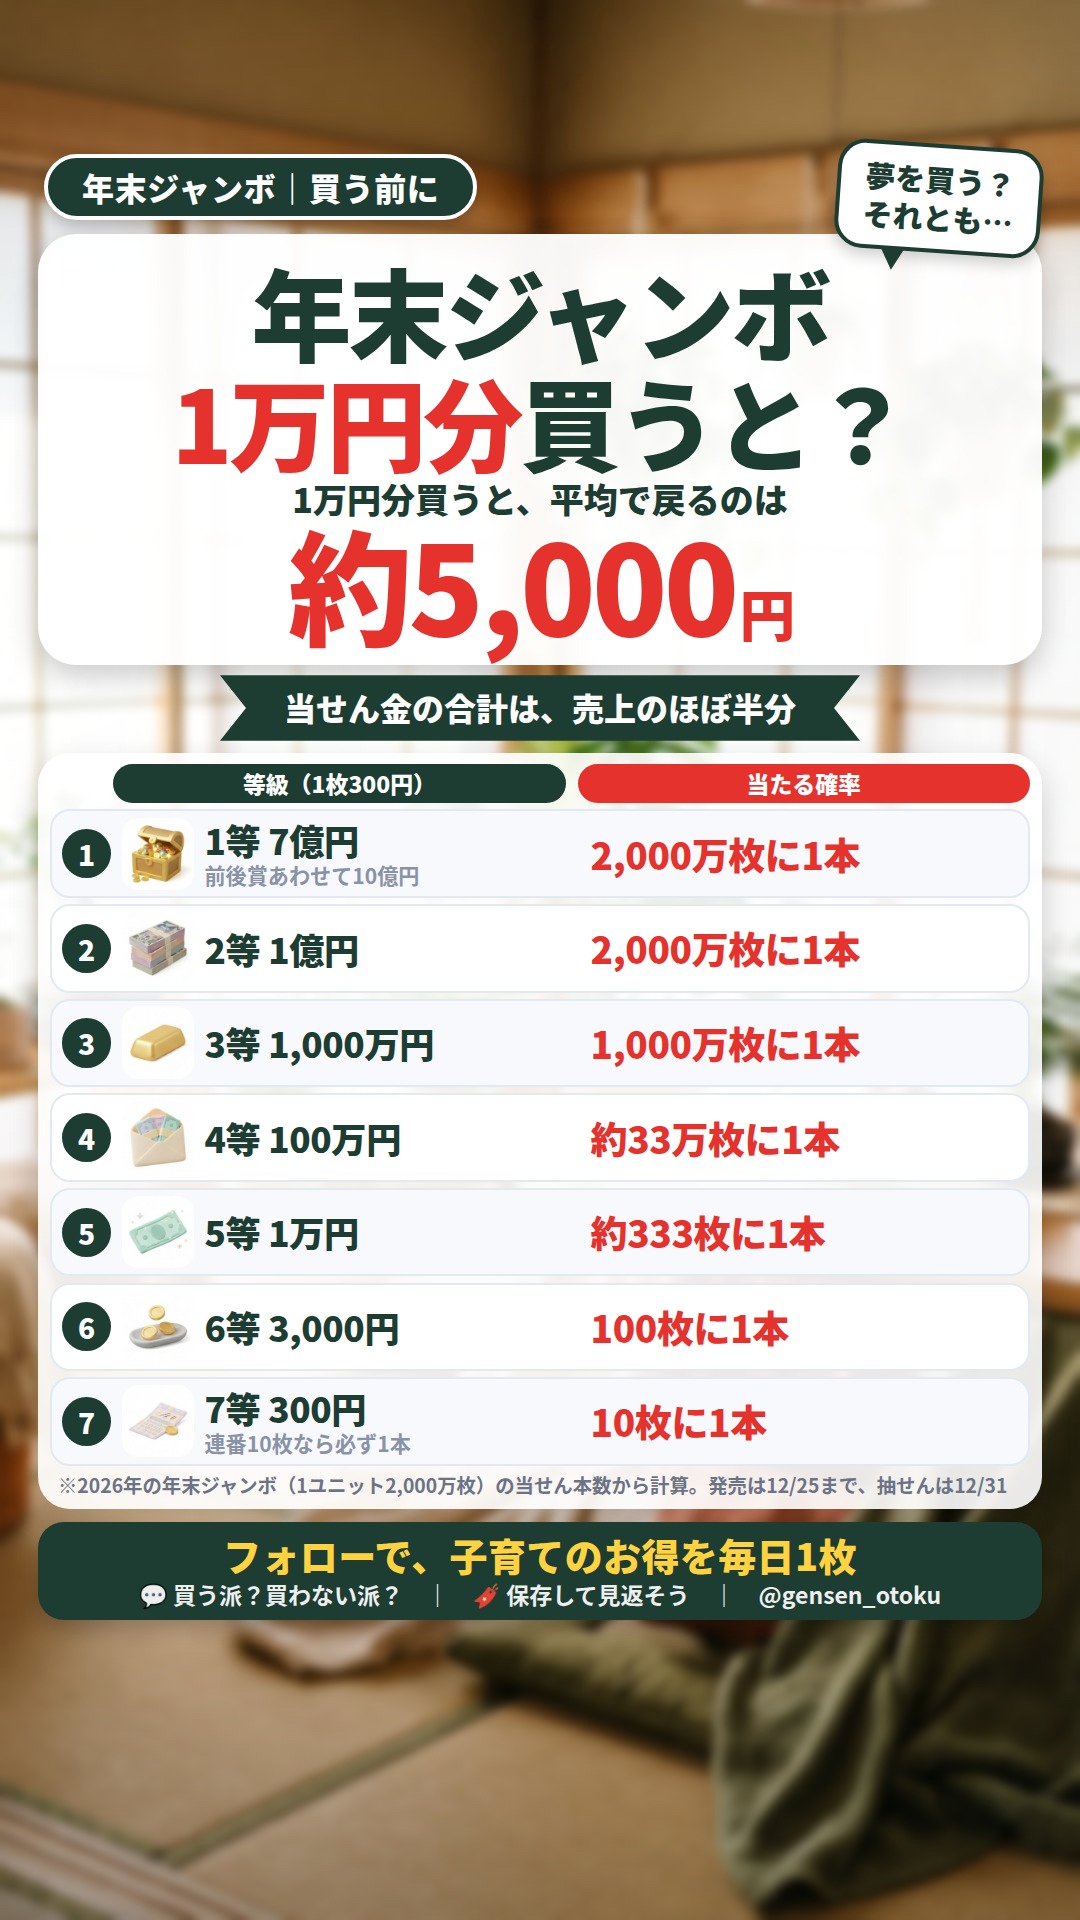 年末ジャンボ｜買う前に
夢を買う？
それとも…
年末ジャンボ
1万円分買うと？
1万円分買うと、平均で戻るのは
約5,000円
当せん金の合計は、売上のほぼ半分
等級（1枚300円） 当たる確率
1 1等 7億円 2,000万枚に1本
前後賞あわせて10億円
2 2等 1億円 2,000万枚に1本
3 3等 1,000万円 1,000万枚に1本
4 4等 100万円 約33万枚に1本
5 5等 1万円 約333枚に1本
6 6等 3,000円 100枚に1本
7 7等 300円 10枚に1本
連番10枚なら必ず1本
※2026年の年末ジャンボ（1ユニット2,000万枚）の当せん本数から計算。発売は12/25まで、抽せんは12/31
フォローで、子育てのお得を毎日1枚
💬 買う派？買わない派？ ｜ 🔖 保存して見返そう ｜ @gensen_otoku